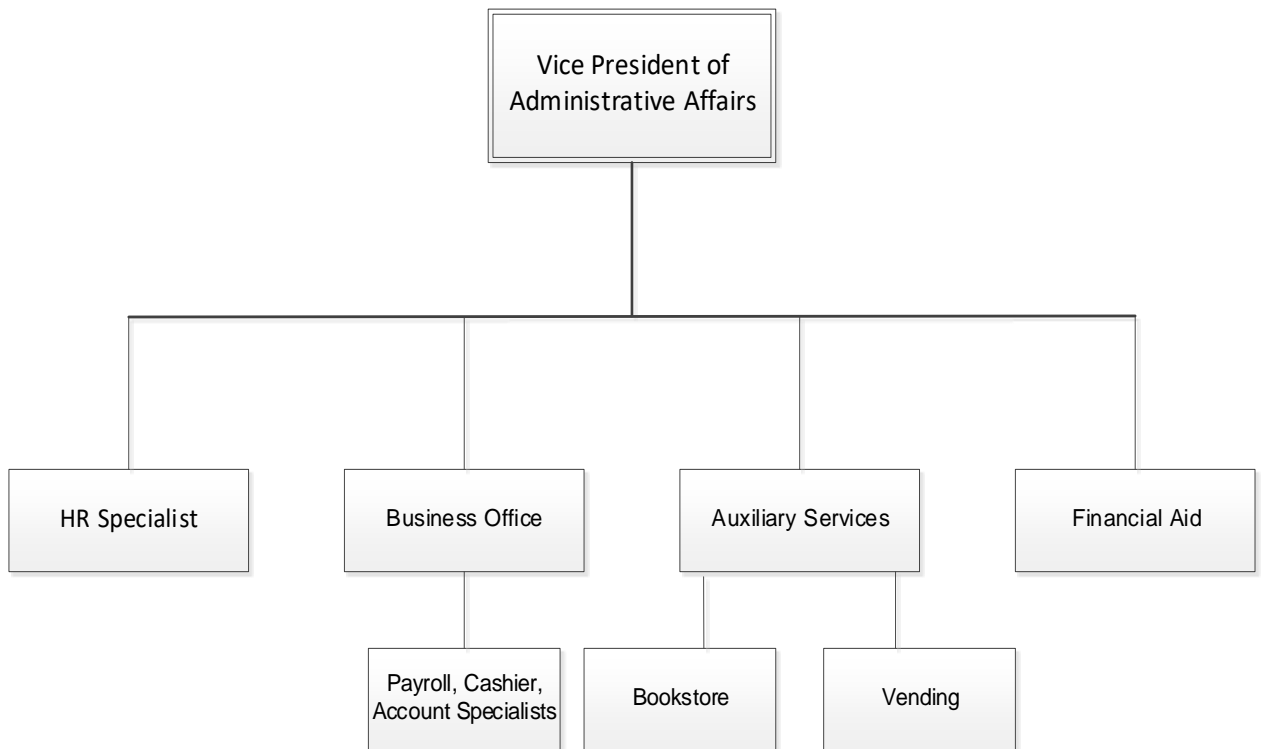 Vice President of
Administrative Affairs
HR Specialist
Business Office
Auxiliary Services
Financial Aid
Payroll, Cashier,
Account Specialists
Bookstore
Vending